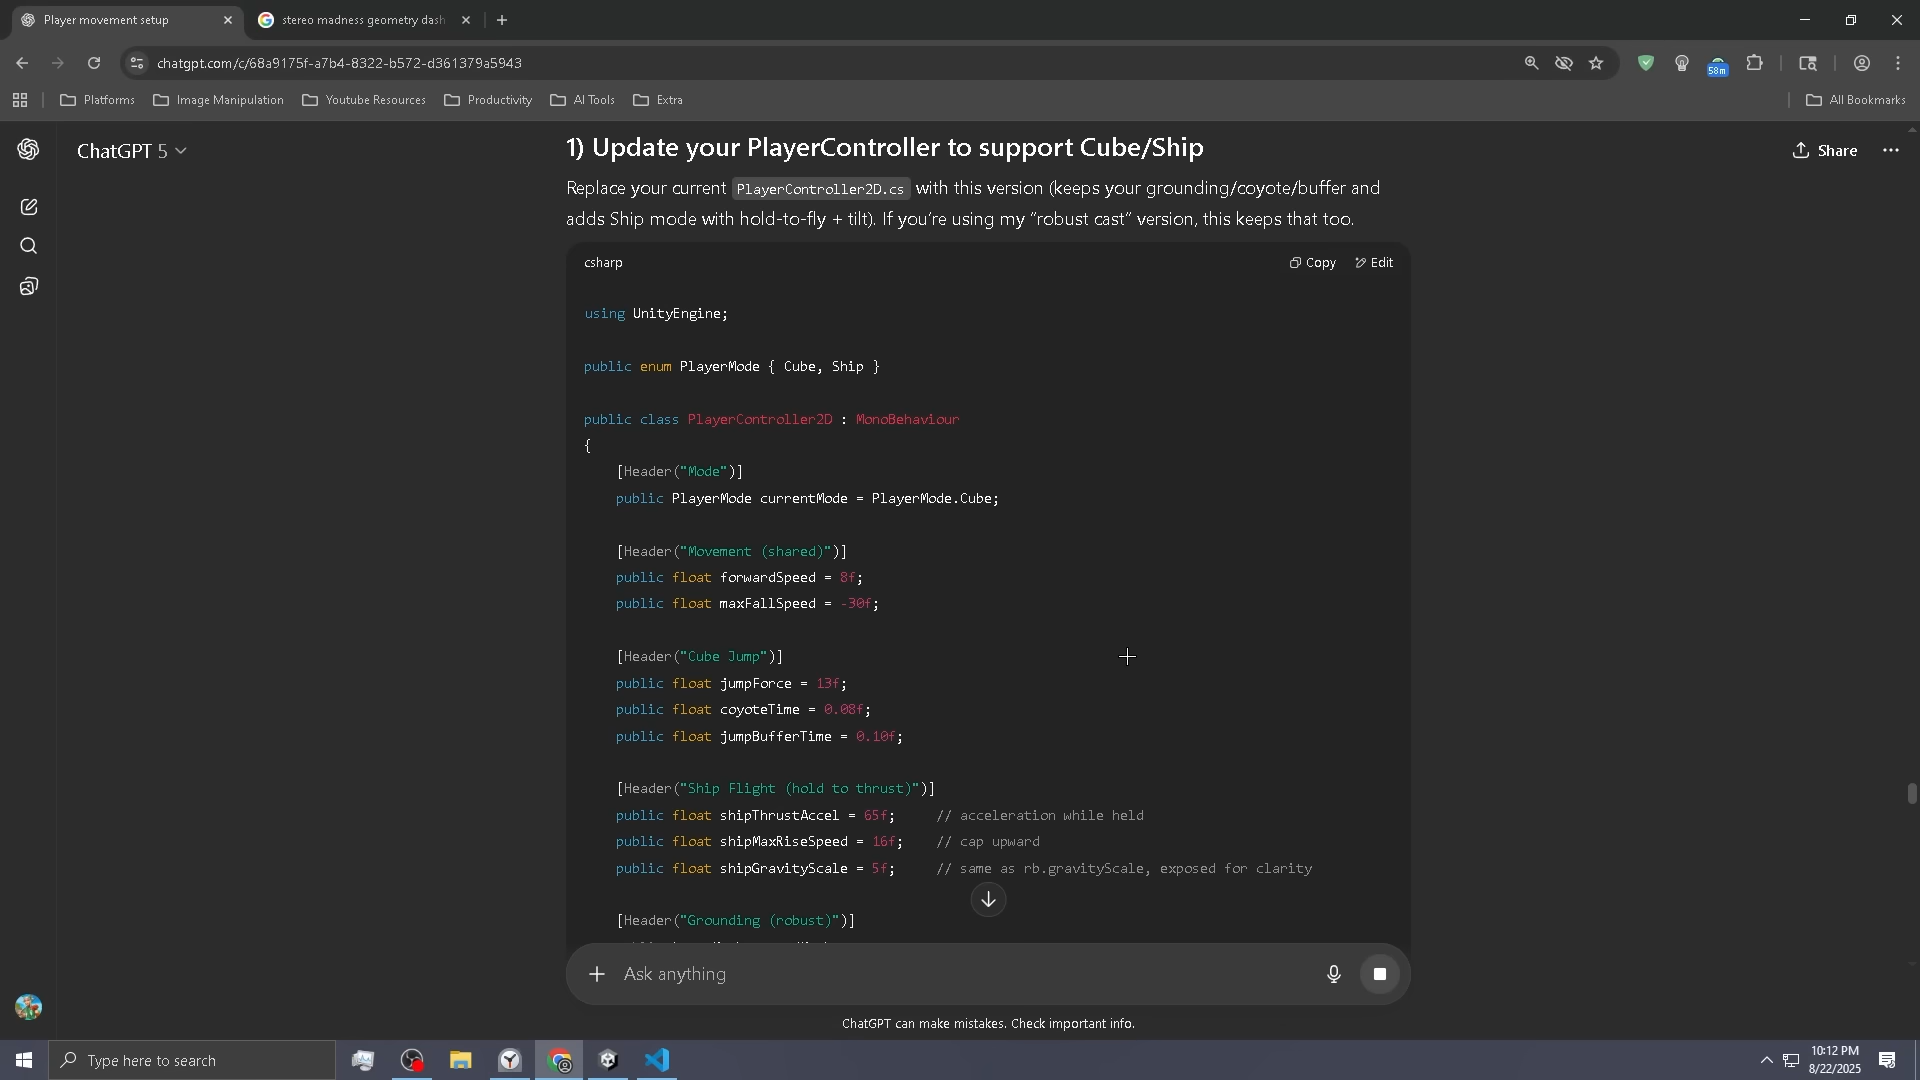 Player movement setup
stereo madness geometry dash
chatgpt.com/c/68a9175f-a7b4-8322-b572-d361379a5943
58m
Platforms
Image Manipulation
Youtube Resources
Productivity
AI Tools
Extra
All Bookmarks
ChatGPT 5
Share
1) Update your PlayerController to support Cube/Ship
Replace your current PlayerController2D.cs with this version (keeps your grounding/coyote/buffer and
adds Ship mode with hold-to-fly + tilt). If you’re using my “robust cast” version, this keeps that too.
csharp
Copy
Edit
using UnityEngine;
public enum PlayerMode { Cube, Ship }
public class PlayerController2D : MonoBehaviour
{
[Header("Mode")]
public PlayerMode currentMode = PlayerMode.Cube;
[Header("Movement (shared)")]
public float forwardSpeed = 8f;
public float maxFallSpeed = -30f;
[Header("Cube Jump")]
public float jumpForce = 13f;
public float coyoteTime = 0.08f;
public float jumpBufferTime = 0.10f;
[Header("Ship Flight (hold to thrust)")]
public float shipThrustAccel = 65f; // acceleration while held
public float shipMaxRiseSpeed = 16f; // cap upward
public float shipGravityScale = 5f; // same as rb.gravityScale, exposed for clarity
[Header("Grounding (robust)")]
Ask anything
ChatGPT can make mistakes. Check important info.
Type here to search
10:12 PM
8/22/2025